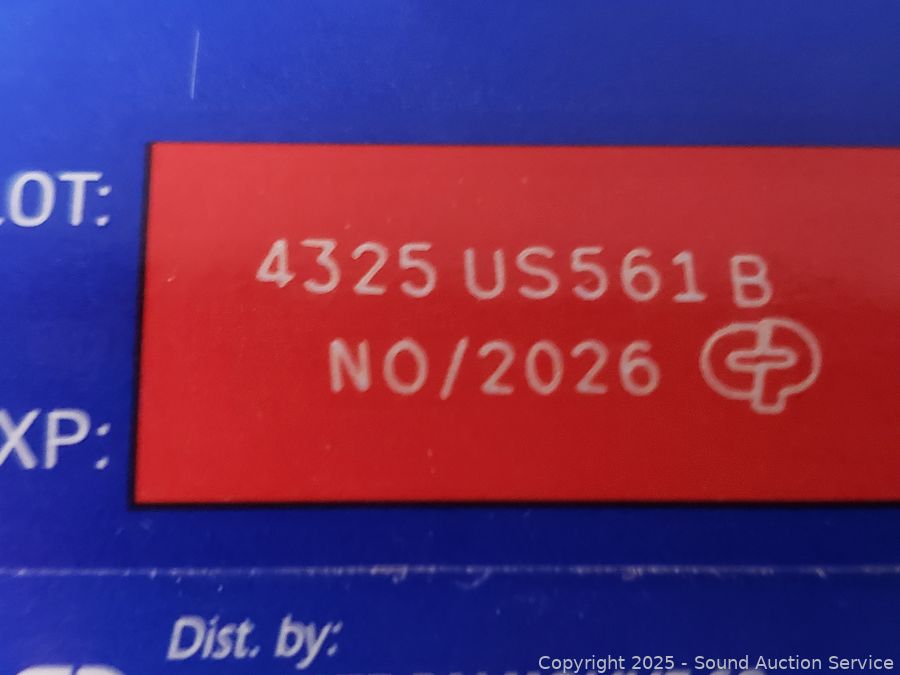 LOT:
4325 US561 B
NO/2026
EXP:
Dist. by:
Copyright 2025 - Sound Auction Service